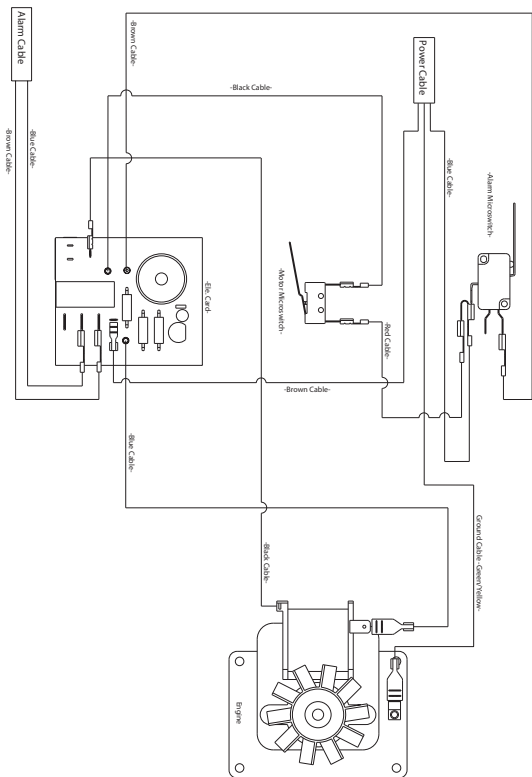 Alarm Cable
-Brown Cable-
-Blue Cable-
-Brown Cable-
-Black Cable-
Power Cable
-Blue Cable-
-Alarm Microswitch-
-Ele. Card-
-Motor Microswitch-
-Red Cable-
-Brown Cable-
-Blue Cable-
-Black Cable-
Ground Cable -Green/Yellow-
Engine